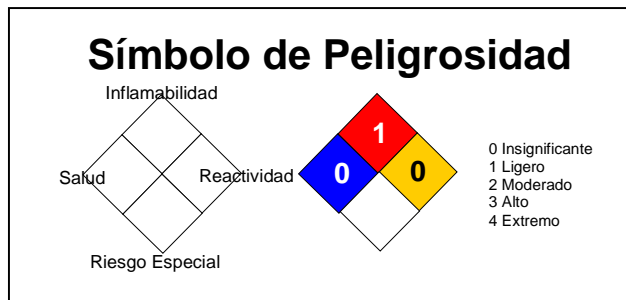 Símbolo de Peligrosidad
Inflamabilidad
Salud
Reactividad
Riesgo Especial
1
0
0
0 Insignificante
1 Ligero
2 Moderado
3 Alto
4 Extremo